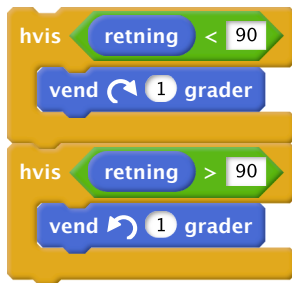 hvis retning < 90
vend 1 grader
hvis retning > 90
vend 1 grader